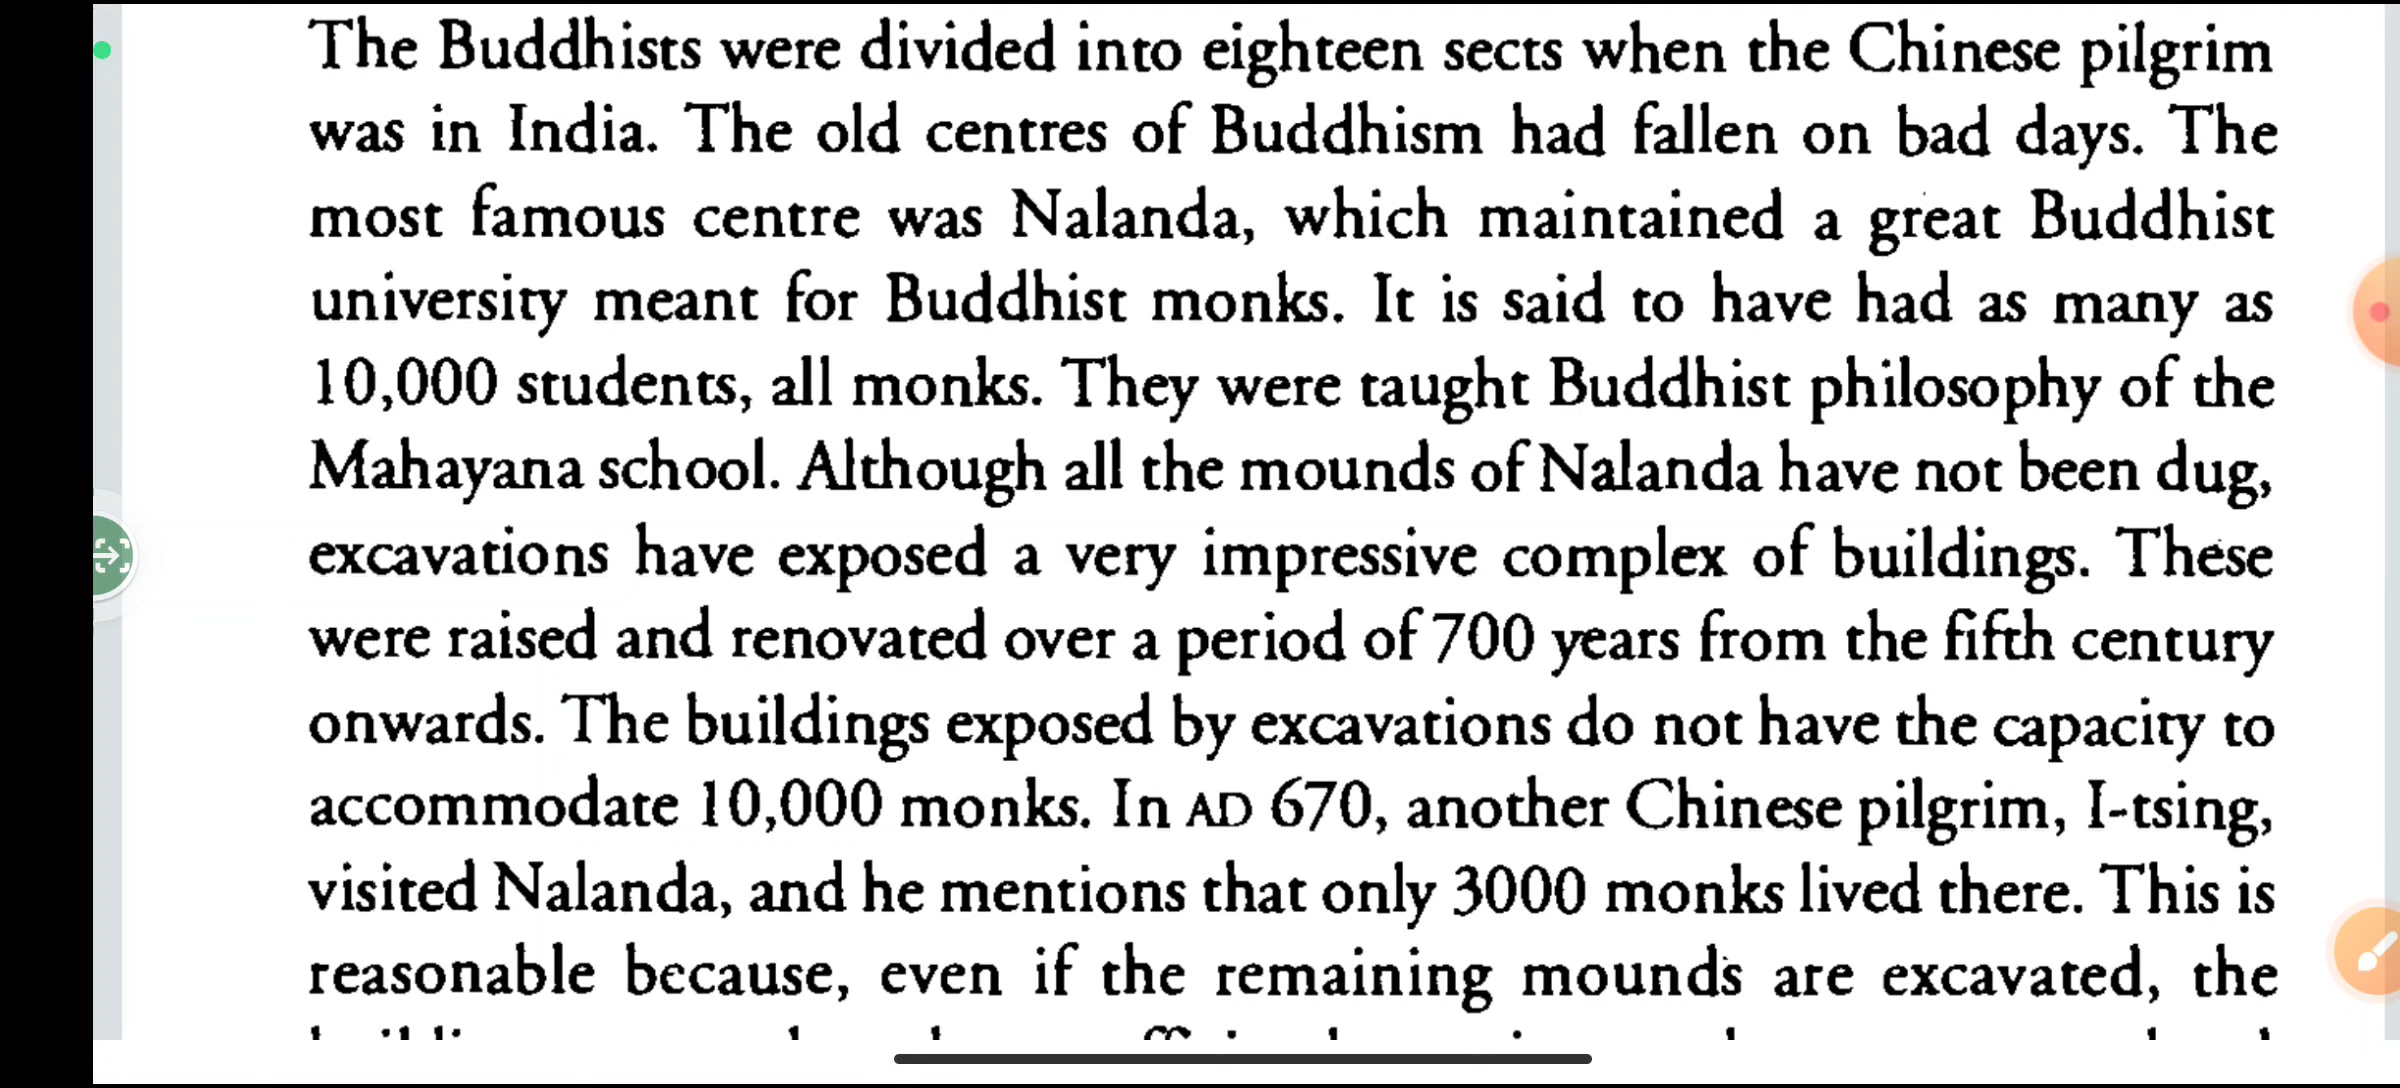 The Buddhists were divided into eighteen sects when the Chinese pilgrim
was in India. The old centres of Buddhism had fallen on bad days. The
most famous centre was Nalanda, which maintained a great Buddhist
university meant for Buddhist monks. It is said to have had as many as
10,000 students, all monks. They were taught Buddhist philosophy of the
Mahayana school. Although all the mounds of Nalanda have not been dug,
excavations have exposed a very impressive complex of buildings. These
were raised and renovated over a period of 700 years from the fifth century
onwards. The buildings exposed by excavations do not have the capacity to
accommodate 10,000 monks. In AD 670, another Chinese pilgrim, I-tsing,
visited Nalanda, and he mentions that only 3000 monks lived there. This is
reasonable because, even if the remaining mounds are excavated, the